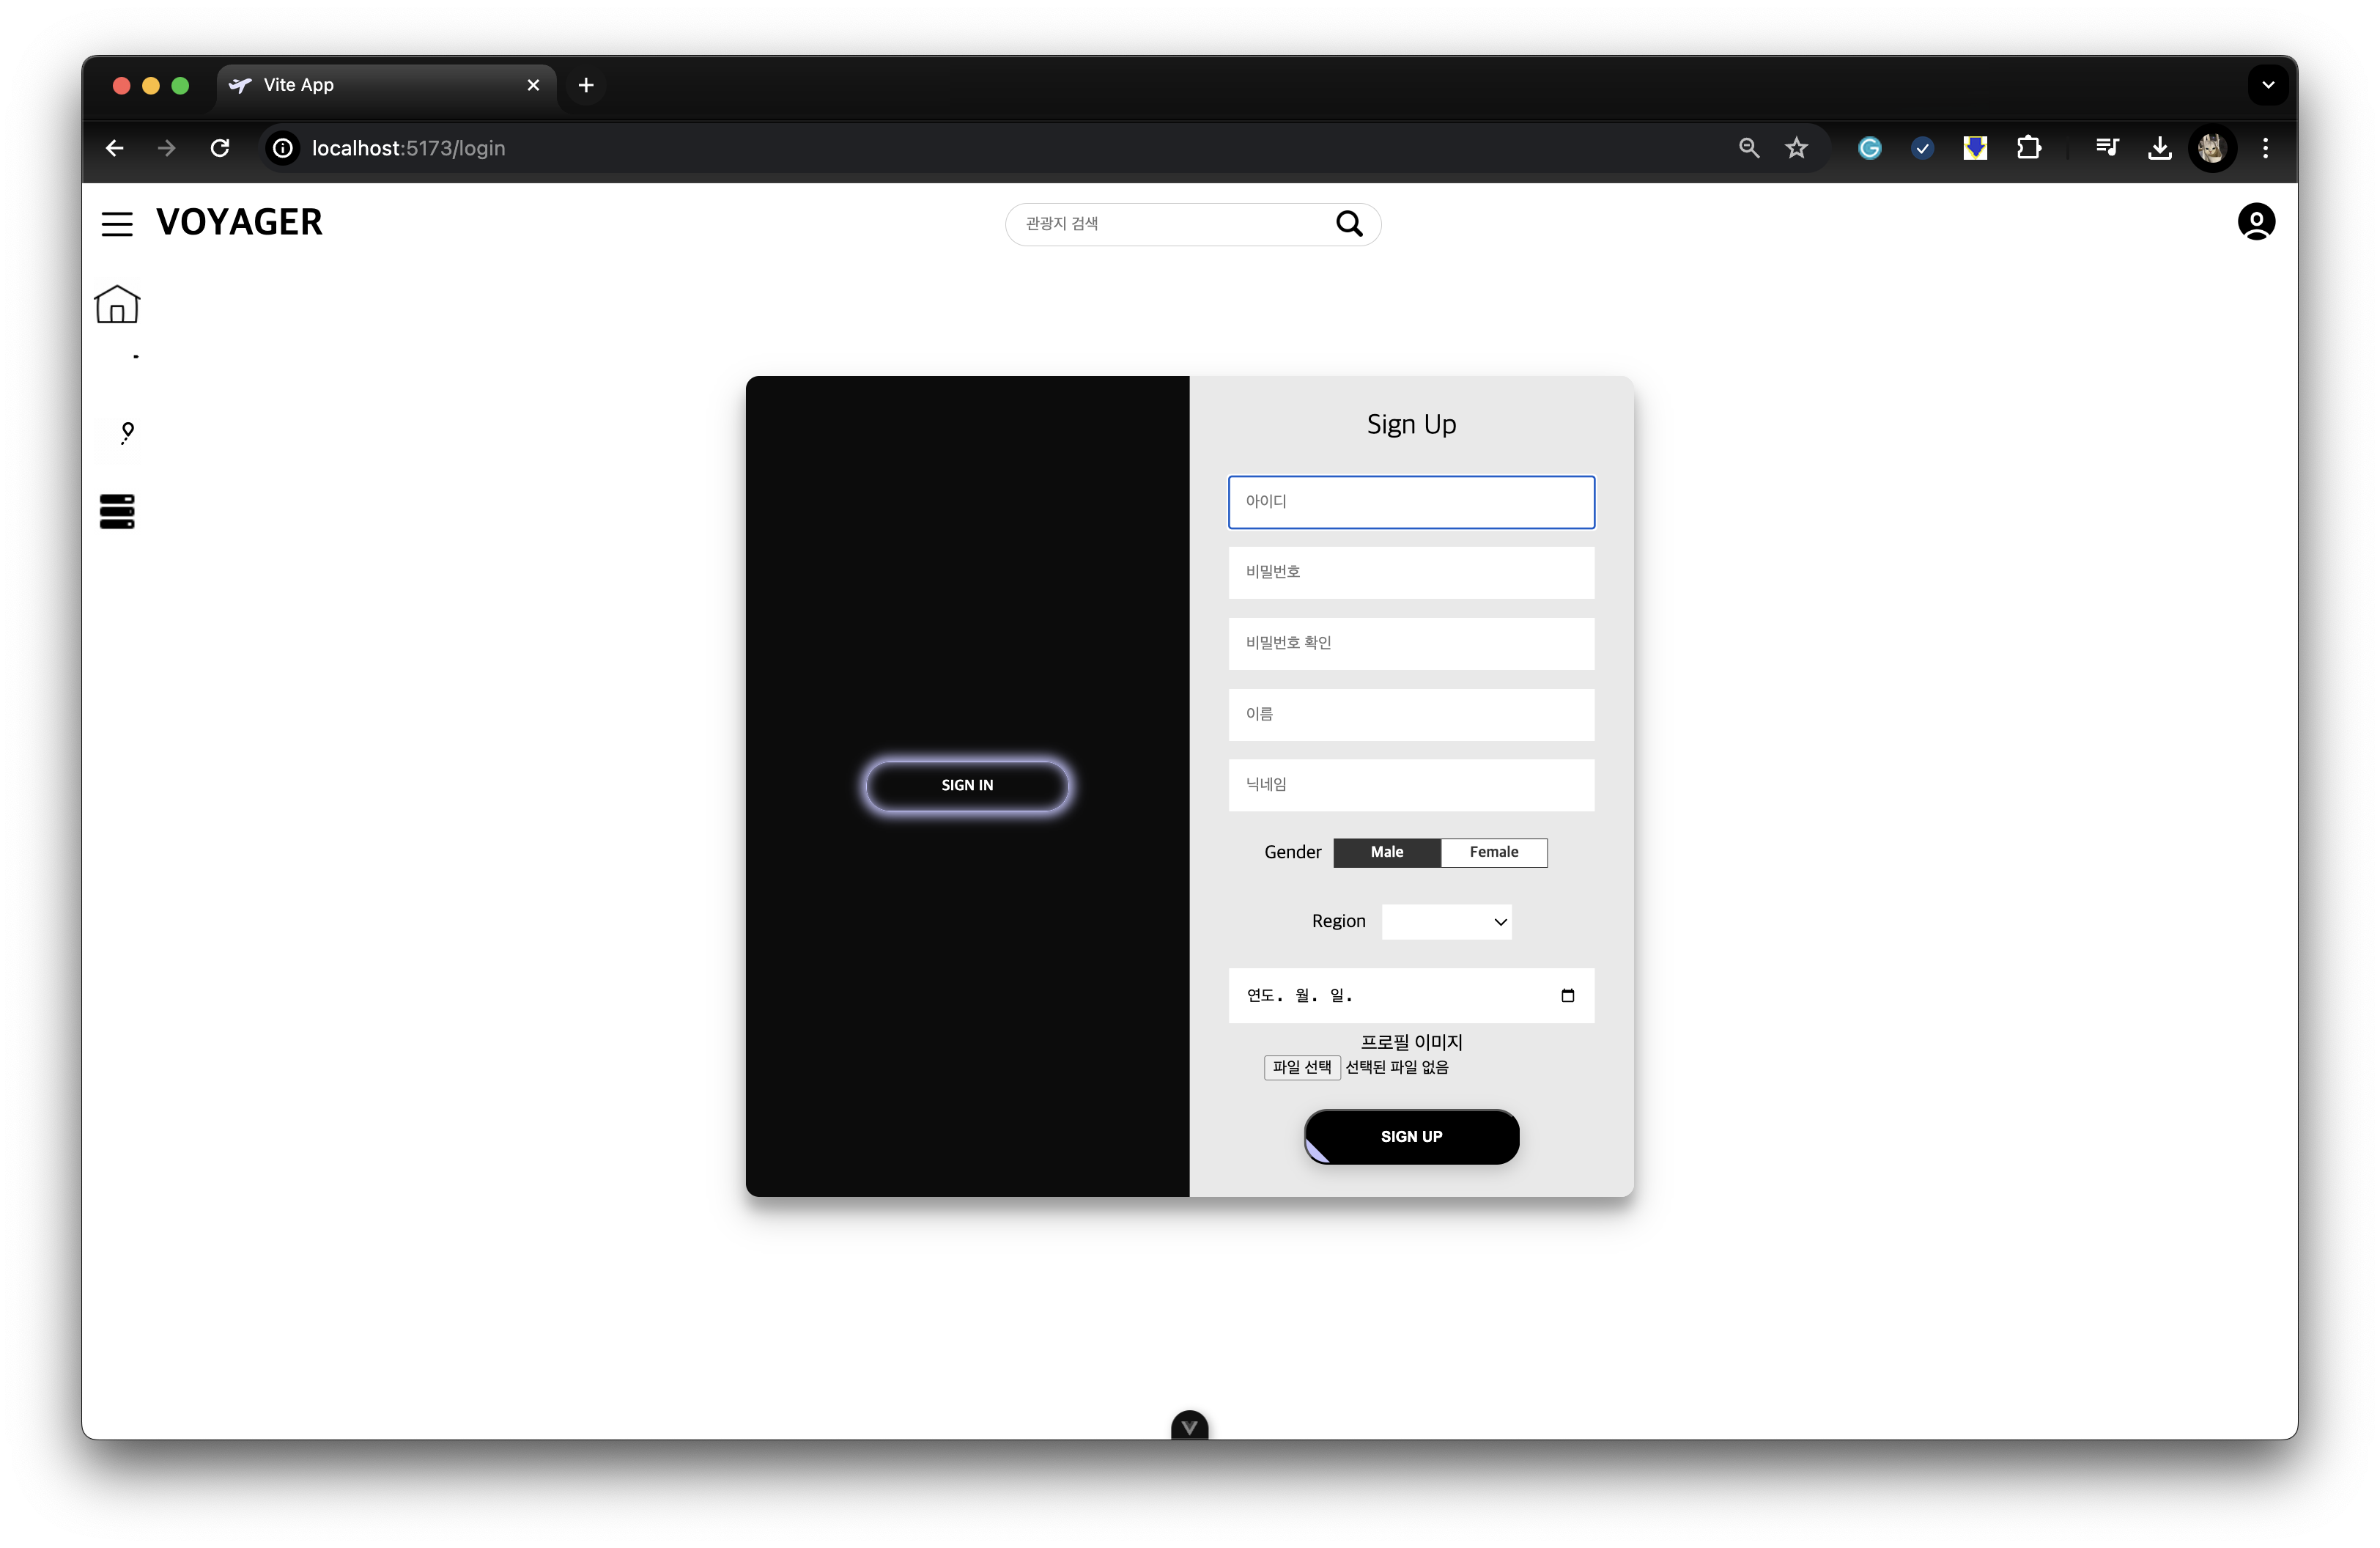 Vite App
localhost:5173/login
VOYAGER
관광지 검색
Sign Up
아이디
비밀번호
비밀번호 확인
이름
닉네임
SIGN IN
Gender Male Female
Region
연도. 월. 일.
프로필 이미지
파일 선택 선택된 파일 없음
SIGN UP